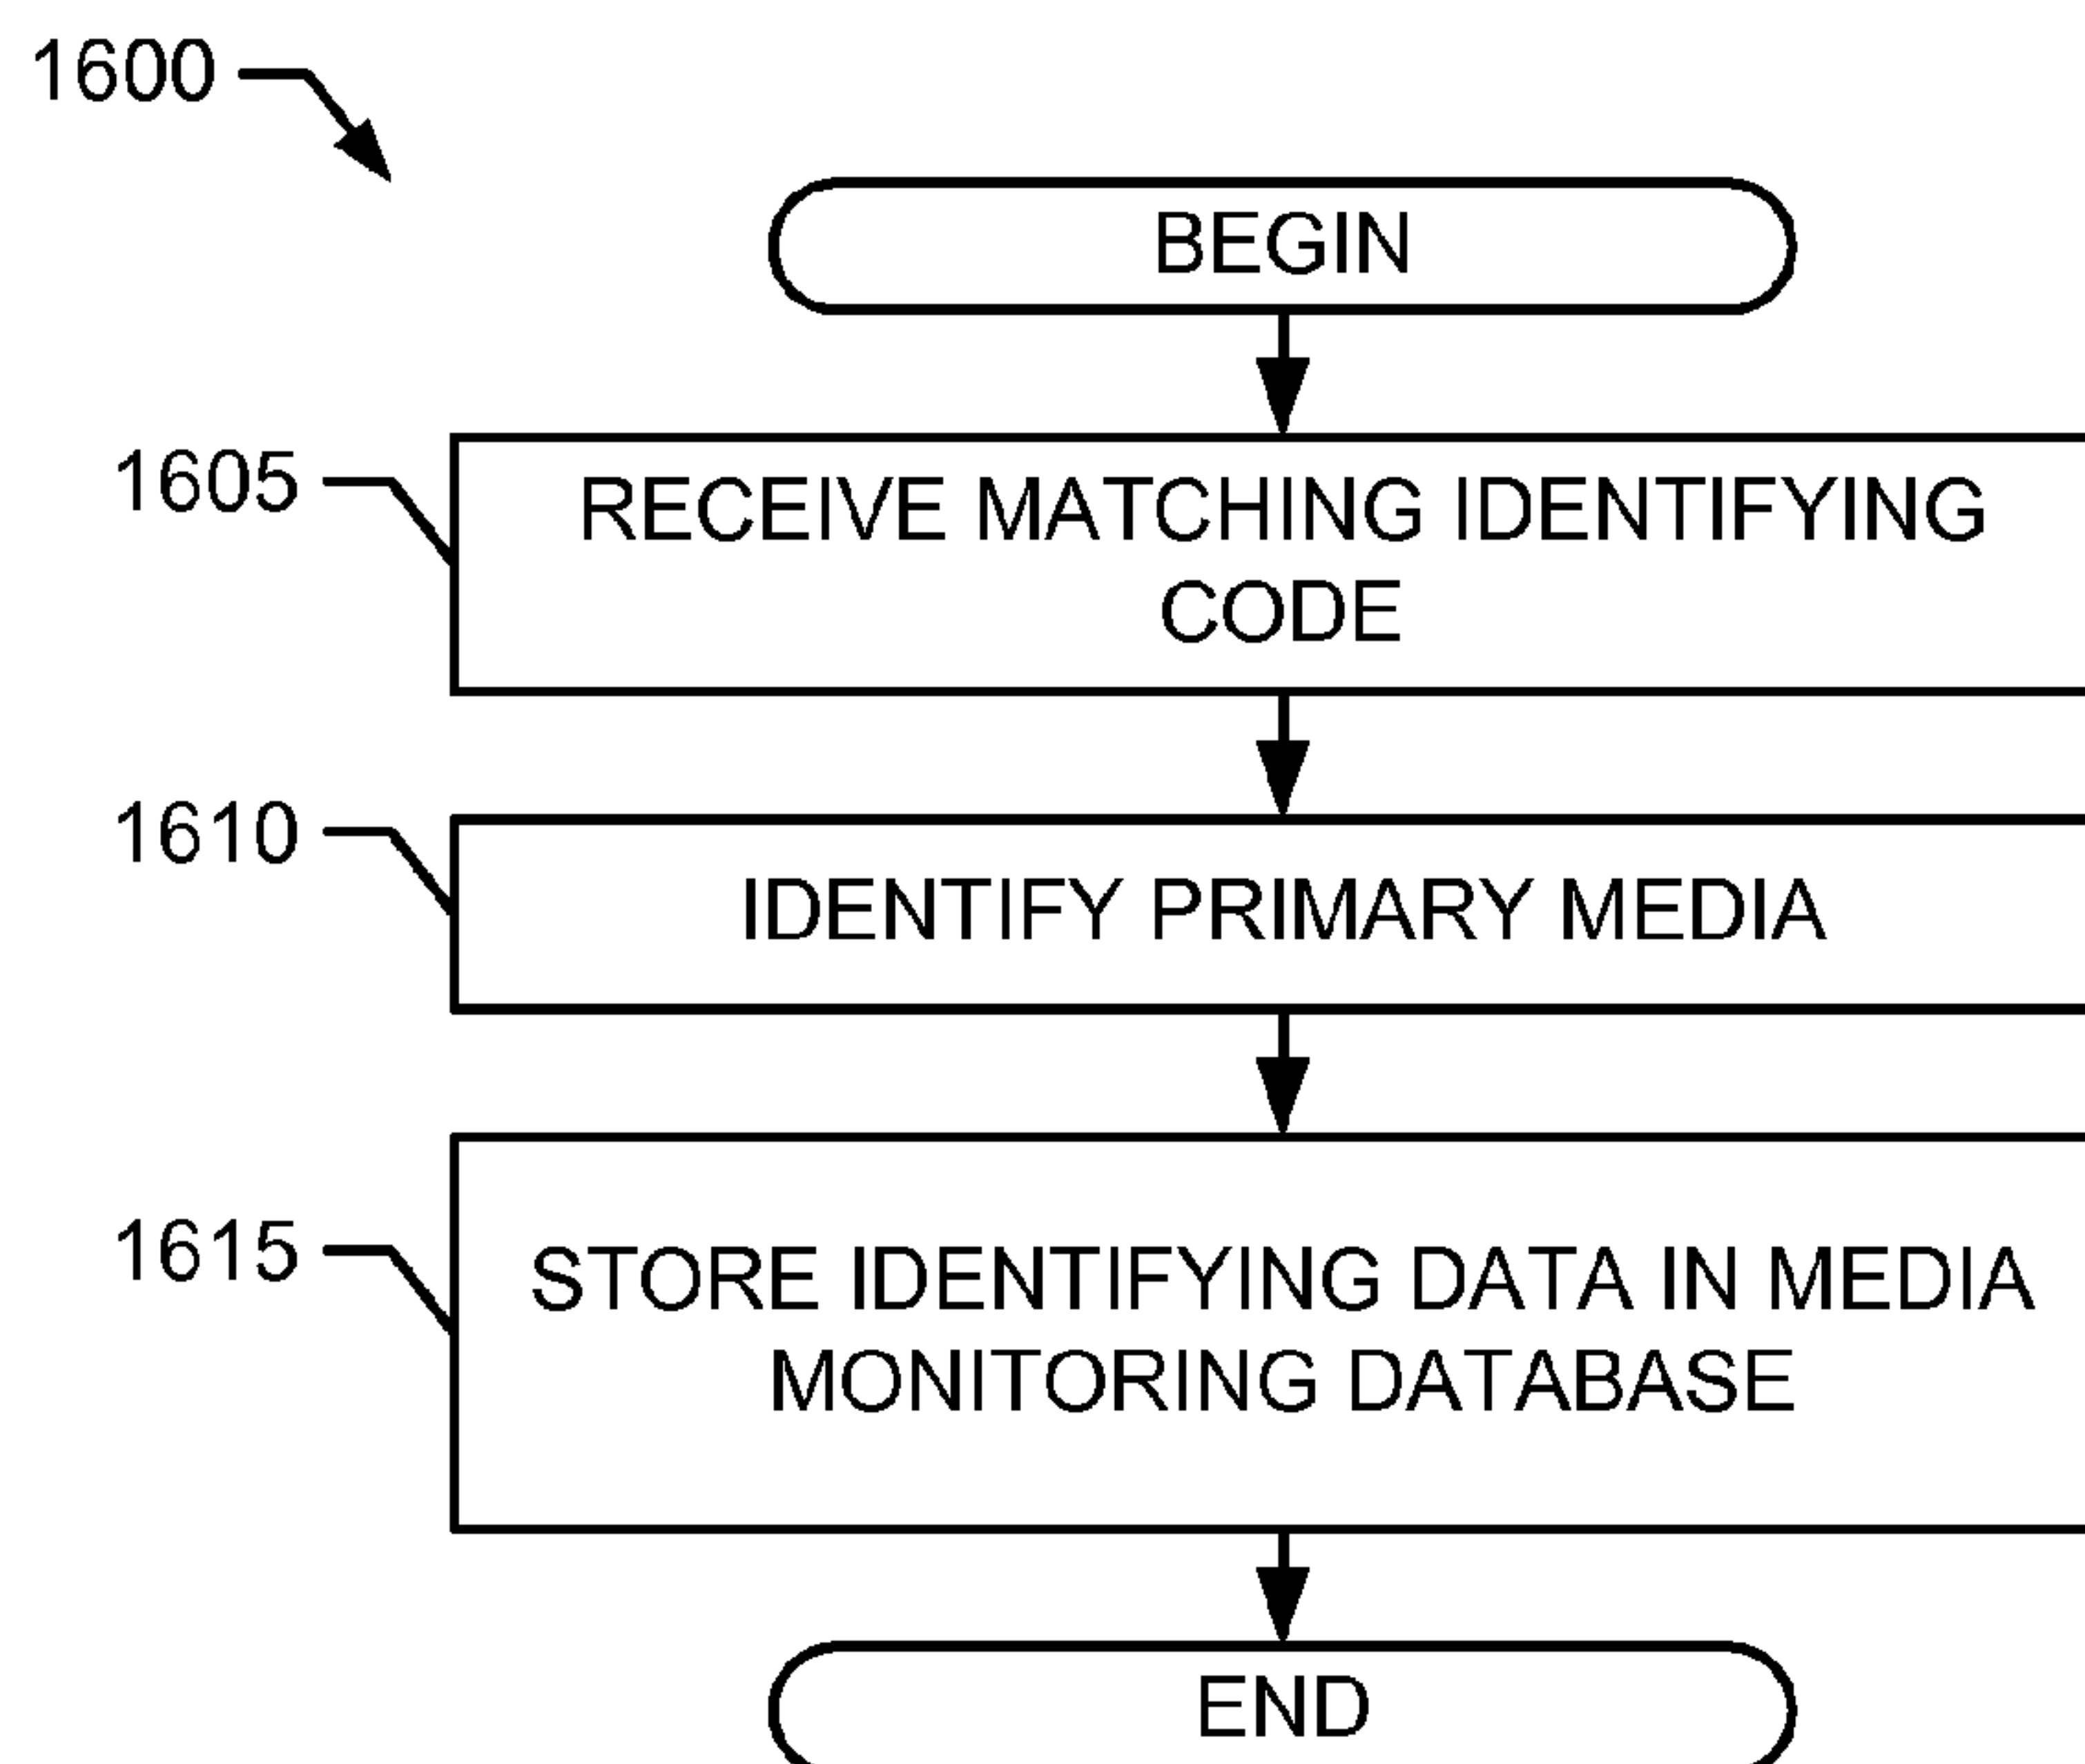 1600
BEGIN
1605
RECEIVE MATCHING IDENTIFYING
CODE
1610
IDENTIFY PRIMARY MEDIA
1615
STORE IDENTIFYING DATA IN MEDIA
MONITORING DATABASE
END